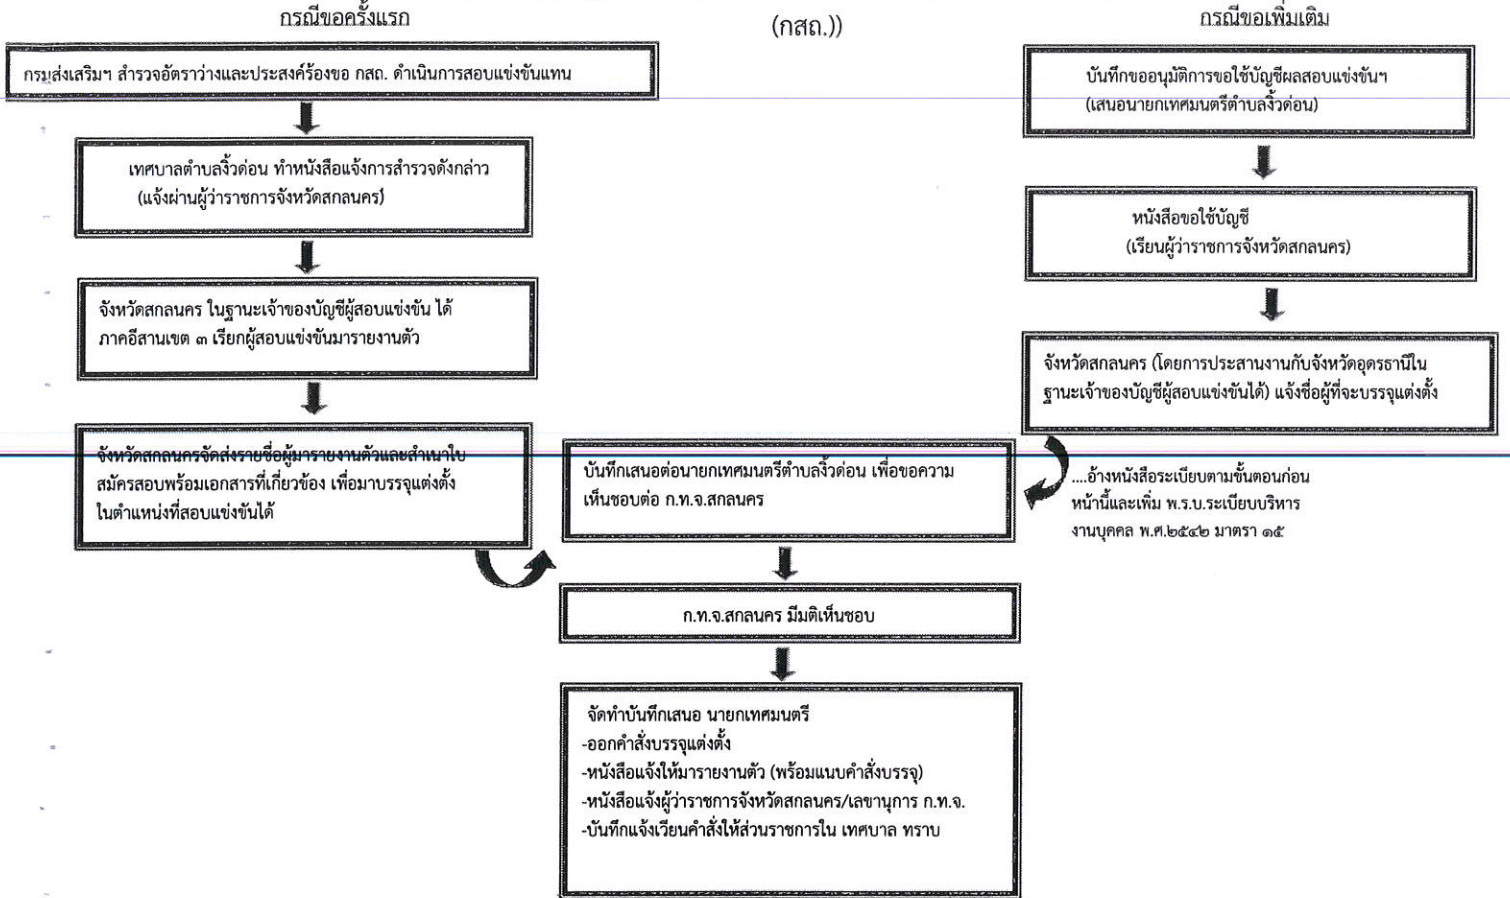 กรณีขอครั้งแรก
(กสถ.))
กรณีขอเพิ่มเติม
กรมส่งเสริมฯ สำรวจอัตราว่างและประสงค์ร้องขอ กสถ. ดำเนินการสอบแข่งขันแทน
เทศบาลตำบลงิ้วด่อน ทำหนังสือแจ้งการสำรวจดังกล่าว
(แจ้งผ่านผู้ว่าราชการจังหวัดสกลนคร)
จังหวัดสกลนคร ในฐานะเจ้าของบัญชีผู้สอบแข่งขัน ได้
ภาคอีสานเขต ๓ เรียกผู้สอบแข่งขันมารายงานตัว
จังหวัดสกลนครจัดส่งรายชื่อผู้มารายงานตัวและสำเนาใบ
สมัครสอบพร้อมเอกสารที่เกี่ยวข้อง เพื่อมาบรรจุแต่งตั้ง
ในตำแหน่งที่สอบแข่งขันได้
บันทึกขออนุมัติการขอใช้บัญชีผลสอบแข่งขันฯ
(เสนอนายกเทศมนตรีตำบลงิ้วด่อน)
หนังสือขอใช้บัญชี
(เรียนผู้ว่าราชการจังหวัดสกลนคร)
จังหวัดสกลนคร (โดยการประสานงานกับจังหวัดอุดรธานีใน
ฐานะเจ้าของบัญชีผู้สอบแข่งขันได้) แจ้งชื่อผู้ที่จะบรรจุแต่งตั้ง
....อ้างหนังสือระเบียบตามขั้นตอนก่อน
หน้านี้และเพิ่ม พ.ร.บ.ระเบียบบริหาร
งานบุคคล พ.ศ.๒๕๔๒ มาตรา ๑๕
บันทึกเสนอต่อนายกเทศมนตรีตำบลงิ้วด่อน เพื่อขอความ
เห็นชอบต่อ ก.ท.จ.สกลนคร
ก.ท.จ.สกลนคร มีมติเห็นชอบ
จัดทำบันทึกเสนอ นายกเทศมนตรี
-ออกคำสั่งบรรจุแต่งตั้ง
-หนังสือแจ้งให้มารายงานตัว (พร้อมแนบคำสั่งบรรจุ)
-หนังสือแจ้งผู้ว่าราชการจังหวัดสกลนคร/เลขานุการ ก.ท.จ.
-บันทึกแจ้งเวียนคำสั่งให้ส่วนราชการใน เทศบาล ทราบ